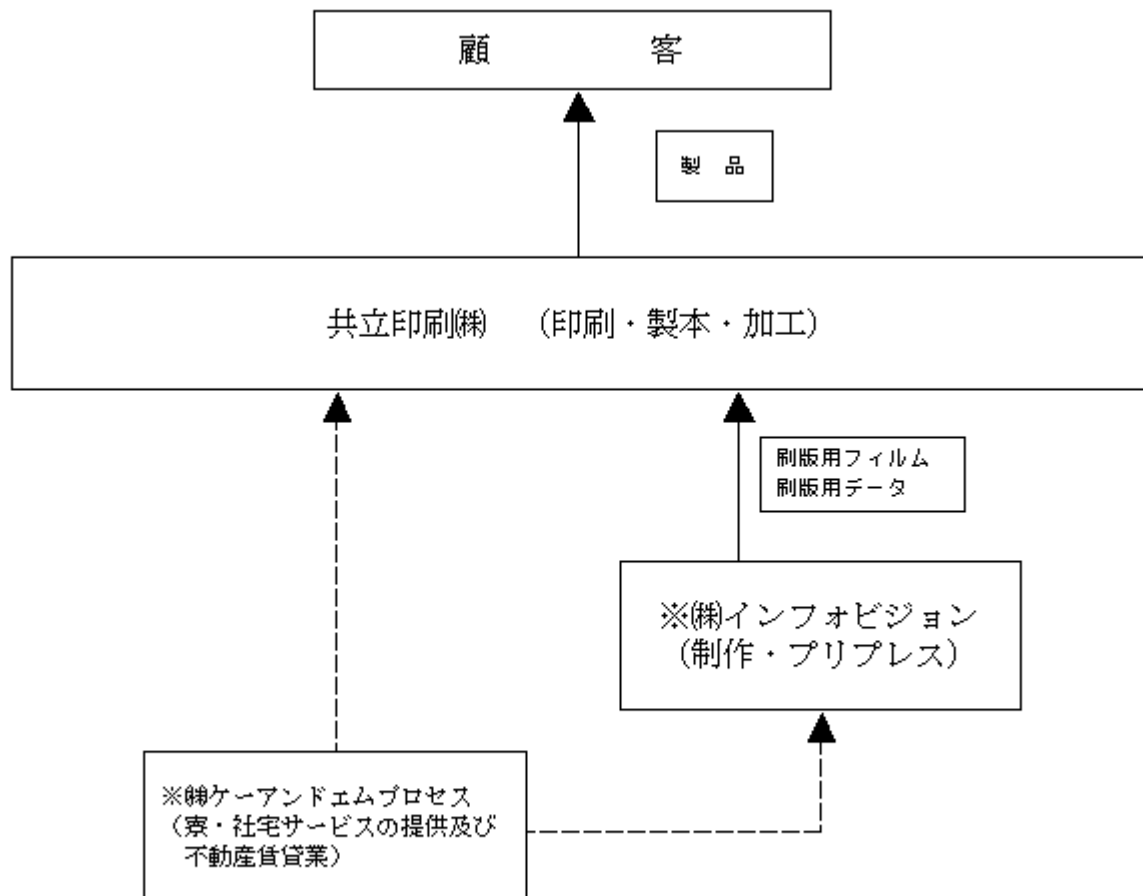 顧　　　客
製　品
共立印刷㈱　（印刷・製本・加工）
刷版用フィルム
刷版用データ
※㈱インフォビジョン
（制作・プリプレス）
※㈱ケーアンドエムプロセス
（寮・社宅サービスの提供及び
不動産賃貸業）